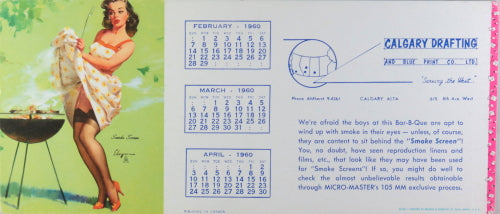 Smoke Screen
Elvgren
FEBRUARY - 1960
SUN MON TUE WED THU FRI SAT
1 2 3 4 5 6
7 8 9 10 11 12 13
14 15 16 17 18 19 20
21 22 23 24 25 26 27
28 29
MARCH - 1960
SUN MON TUE WED THU FRI SAT
1 2 3 4 5
6 7 8 9 10 11 12
13 14 15 16 17 18 19
20 21 22 23 24 25 26
27 28 29 30 31
APRIL - 1960
SUN MON TUE WED THU FRI SAT
1 2
3 4 5 6 7 8 9
10 11 12 13 14 15 16
17 18 19 20 21 22 23
24 25 26 27 28 29 30
CALGARY DRAFTING
AND BLUE PRINT CO. LTD.
"Serving the West"
Phone AMherst CALGARY ALTA 8th Ave. West
We're afraid the boys at this Bar-B-Que are apt to
wind up with smoke in their eyes — unless, of course,
they are content to sit behind the "Smoke Screen"!
You, no doubt, have seen reproduction linens and
films, etc., that look like they may have been used
for "Smoke Screens"! If so, you might do well to
check the almost unbelievable results obtainable
through MICRO-MASTER's 105 MM exclusive process.